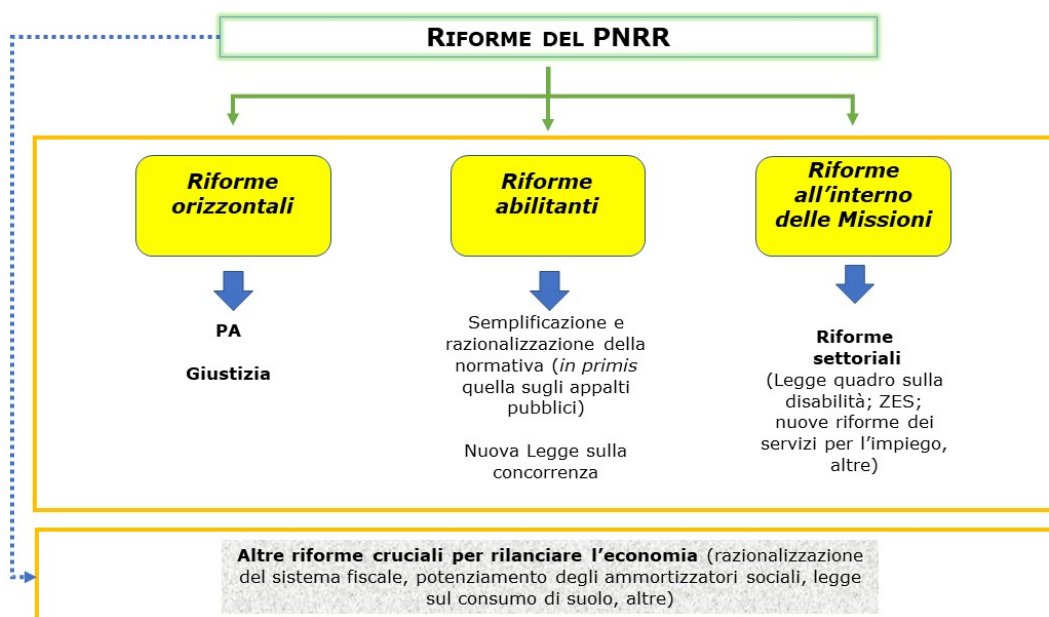 RIFORME DEL PNRR
Riforme
orizzontali
PA
Giustizia
Riforme
abilitanti
Semplificazione e
razionalizzazione della
normativa (in primis
quella sugli appalti
pubblici)
Nuova Legge sulla
concorrenza
Riforme
all’interno
delle Missioni
Riforme
settoriali
(Legge quadro sulla
disabilità; ZES;
nuove riforme dei
servizi per l’impiego,
altre)
Altre riforme cruciali per rilanciare l’economia (razionalizzazione
del sistema fiscale, potenziamento degli ammortizzatori sociali, legge
sul consumo di suolo, altre)